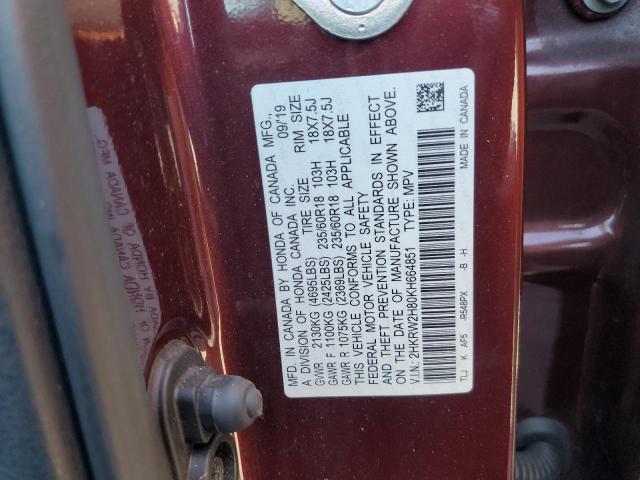 MFD. IN CANADA BY HONDA OF CANADA MFG.,
A DIVISION OF HONDA CANADA INC. 09/19
TIRE SIZE RIM SIZE
GVWR 2130KG (4695LBS)
GAWR F 1100KG (2425LBS) 235/60R18 103H 18X7.5J
GAWR R 1075KG (2369LBS) 235/60R18 103H 18X7.5J
THIS VEHICLE CONFORMS TO ALL APPLICABLE
FEDERAL MOTOR VEHICLE SAFETY
AND THEFT PREVENTION STANDARDS IN EFFECT
ON THE DATE OF MANUFACTURE SHOWN ABOVE.
V.I.N.: 2HKRW2H80KH664851 TYPE: MPV
TLJ K AF5 -R548PX -B -H MADE IN CANADA